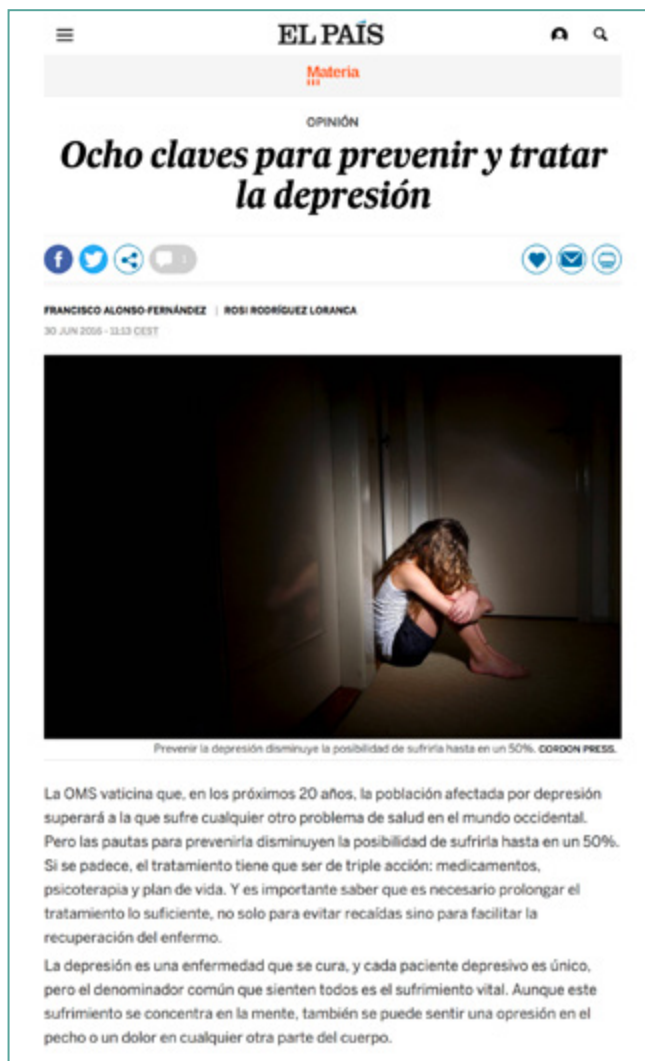 EL PAÍS
Materia
OPINIÓN
Ocho claves para prevenir y tratar
la depresión
1
FRANCISCO ALONSO-FERNÁNDEZ | ROSI RODRÍGUEZ LORANCA
30 JUN 2016 - 11:13 CEST
Prevenir la depresión disminuye la posibilidad de sufrirla hasta en un 50%. CORDON PRESS.
La OMS vaticina que, en los próximos 20 años, la población afectada por depresión
superará a la que sufre cualquier otro problema de salud en el mundo occidental.
Pero las pautas para prevenirla disminuyen la posibilidad de sufrirla hasta en un 50%.
Si se padece, el tratamiento tiene que ser de triple acción: medicamentos,
psicoterapia y plan de vida. Y es importante saber que es necesario prolongar el
tratamiento lo suficiente, no solo para evitar recaídas sino para facilitar la
recuperación del enfermo.
La depresión es una enfermedad que se cura, y cada paciente depresivo es único,
pero el denominador común que sienten todos es el sufrimiento vital. Aunque este
sufrimiento se concentra en la mente, también se puede sentir una opresión en el
pecho o un dolor en cualquier otra parte del cuerpo.